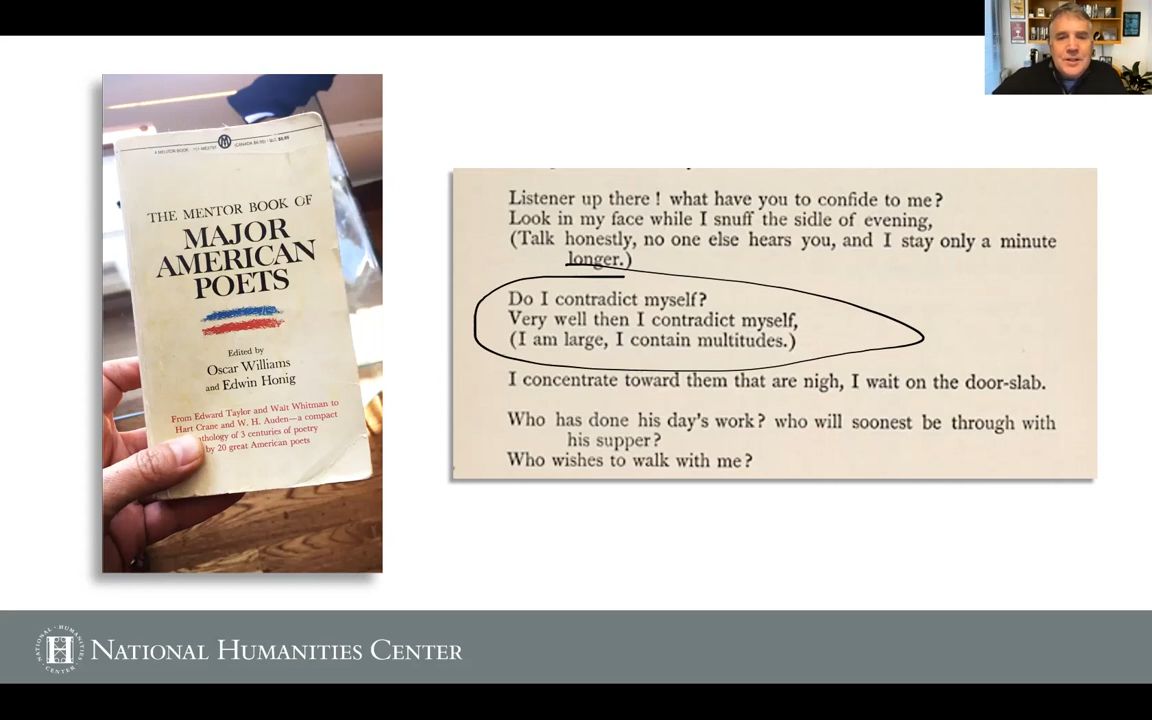 A MENTOR BOOK
THE MENTOR BOOK OF
MAJOR
AMERICAN
POETS
Edited by
Oscar Williams
and Edwin Honig
From Edward Taylor and Walt Whitman to
Hart Crane and W. H. Auden—a compact
anthology of 3 centuries of poetry
by 20 great American poets
Listener up there ! what have you to confide to me?
Look in my face while I snuff the sidle of evening,
(Talk honestly, no one else hears you, and I stay only a minute
longer.)
Do I contradict myself?
Very well then I contradict myself,
(I am large, I contain multitudes.)
I concentrate toward them that are nigh, I wait on the door-slab.
Who has done his day's work? who will soonest be through with
his supper?
Who wishes to walk with me?
NATIONAL HUMANITIES CENTER
NATIONAL HUMANITIES CENTER